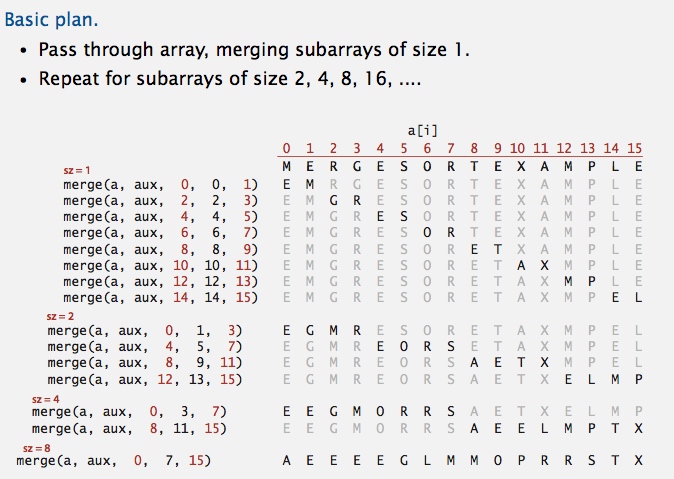 Basic plan.
• Pass through array, merging subarrays of size 1.
• Repeat for subarrays of size 2, 4, 8, 16, ....
a[i]
0 1 2 3 4 5 6 7 8 9 10 11 12 13 14 15
M E R G E S O R T E X A M P L E
sz = 1
merge(a, aux, 0, 0, 1) E M R G E S O R T E X A M P L E
merge(a, aux, 2, 2, 3) E M G R E S O R T E X A M P L E
merge(a, aux, 4, 4, 5) E M G R E S O R T E X A M P L E
merge(a, aux, 6, 6, 7) E M G R E S O R T E X A M P L E
merge(a, aux, 8, 8, 9) E M G R E S O R E T X A M P L E
merge(a, aux, 10, 10, 11) E M G R E S O R E T A X M P L E
merge(a, aux, 12, 12, 13) E M G R E S O R E T A X M P L E
merge(a, aux, 14, 14, 15) E M G R E S O R E T A X M P E L
sz = 2
merge(a, aux, 0, 1, 3) E G M R E S O R E T A X M P E L
merge(a, aux, 4, 5, 7) E G M R E O R S E T A X M P E L
merge(a, aux, 8, 9, 11) E G M R E O R S A E T X M P E L
merge(a, aux, 12, 13, 15) E G M R E O R S A E T X E L M P
sz = 4
merge(a, aux, 0, 3, 7) E E G M O R R S A E T X E L M P
merge(a, aux, 8, 11, 15) E E G M O R R S A E E L M P T X
sz = 8
merge(a, aux, 0, 7, 15) A E E E E G L M M O P R R S T X